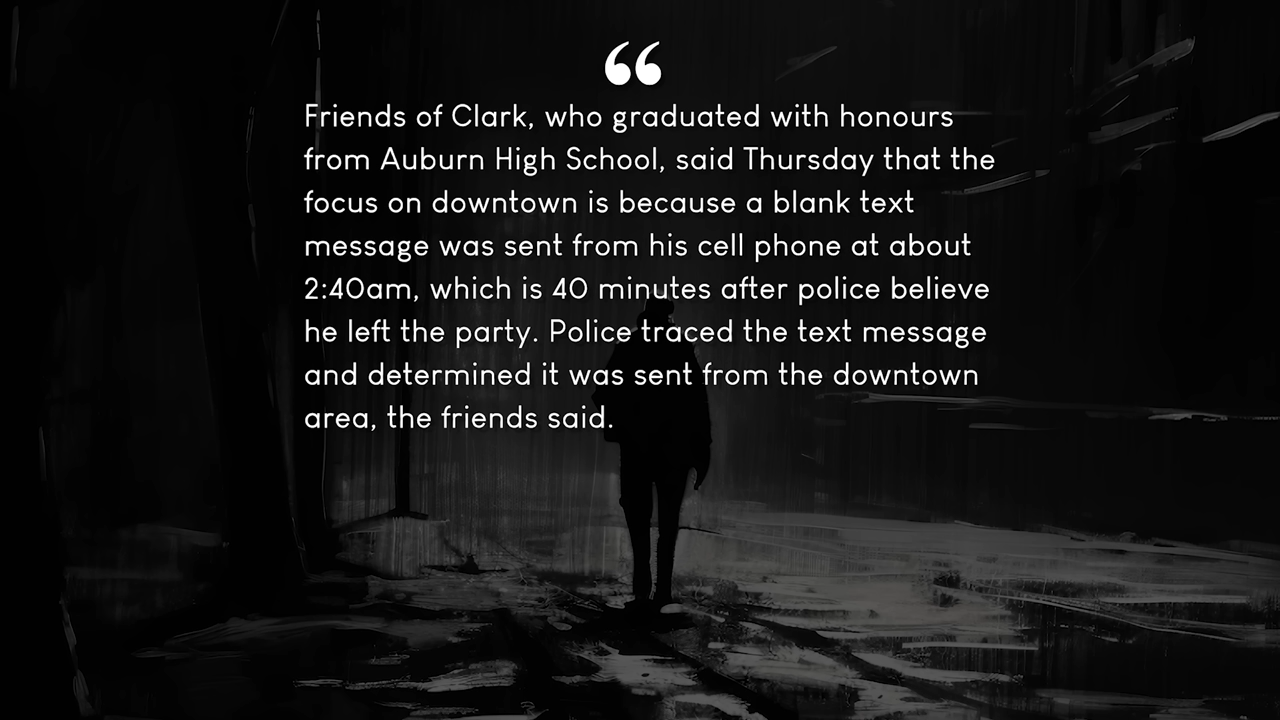 “
Friends of Clark, who graduated with honours
from Auburn High School, said Thursday that the
focus on downtown is because a blank text
message was sent from his cell phone at about
2:40am, which is 40 minutes after police believe
he left the party. Police traced the text message
and determined it was sent from the downtown
area, the friends said.